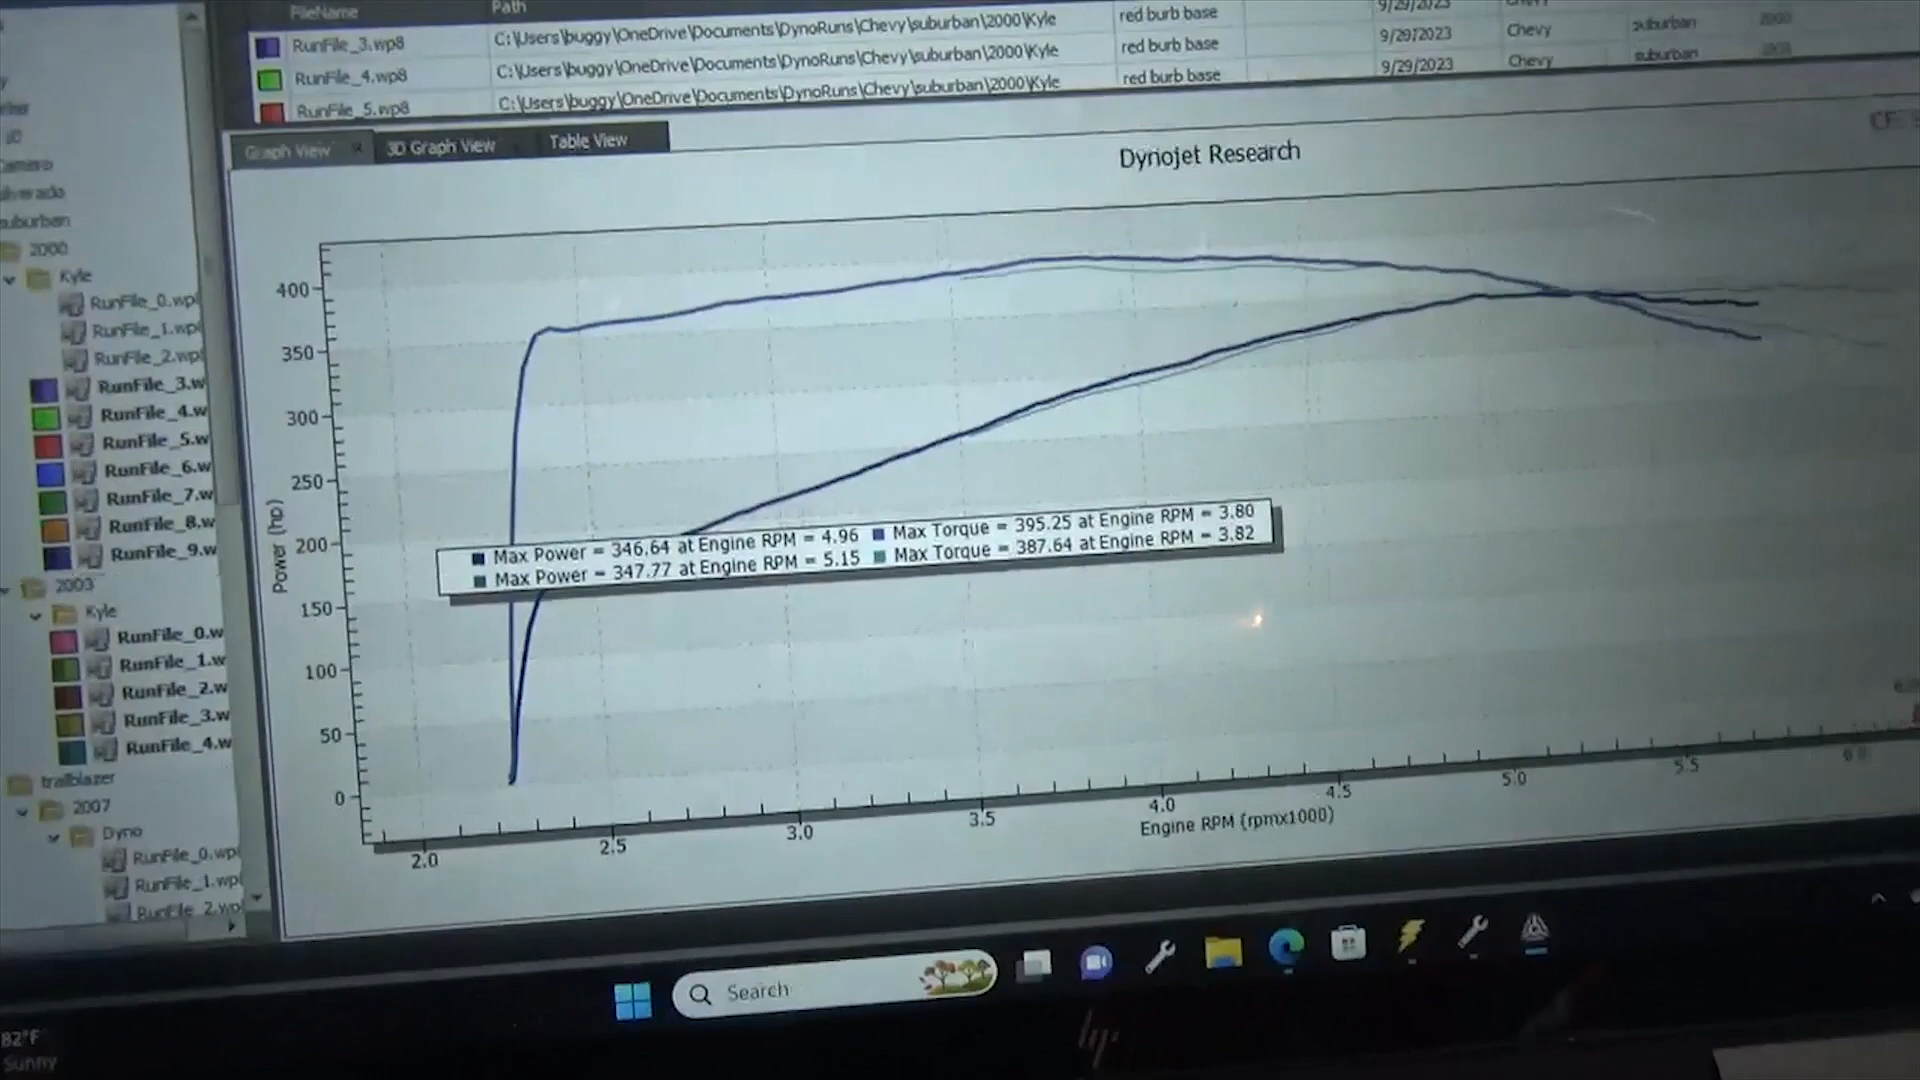 FileName Path
RunFile_3.wp8 C:\Users\buggy\OneDrive\Documents\DynoRuns\Chevy\suburban\2000\Kyle red burb base 9/29/2023
RunFile_4.wp8 C:\Users\buggy\OneDrive\Documents\DynoRuns\Chevy\suburban\2000\Kyle red burb base 9/29/2023 Chevy suburban 2000
RunFile_5.wp8 C:\Users\buggy\OneDrive\Documents\DynoRuns\Chevy\suburban\2000\Kyle red burb base 9/29/2023 Chevy suburban
Graph View 3D Graph View Table View
Dynojet Research
suburban
2000
Kyle
RunFile_0.wp
RunFile_1.wp
RunFile_2.wp
RunFile_3.w
RunFile_4.w
RunFile_5.w
RunFile_6.w
RunFile_7.w
RunFile_8.w
RunFile_9.w
2003
Kyle
RunFile_0.w
RunFile_1.w
RunFile_2.w
RunFile_3.w
RunFile_4.w
trailblazer
2007
Dyno
RunFile_0.wp
RunFile_1.wp
RunFile_2.wp
400
350
300
250
200
150
100
50
0
Power (hp)
Max Power = 346.64 at Engine RPM = 4.96 Max Torque = 395.25 at Engine RPM = 3.80
Max Power = 347.77 at Engine RPM = 5.15 Max Torque = 387.64 at Engine RPM = 3.82
2.0 2.5 3.0 3.5 4.0 4.5 5.0 5.5
Engine RPM (rpmx1000)
Search
82°F
Sunny
hp